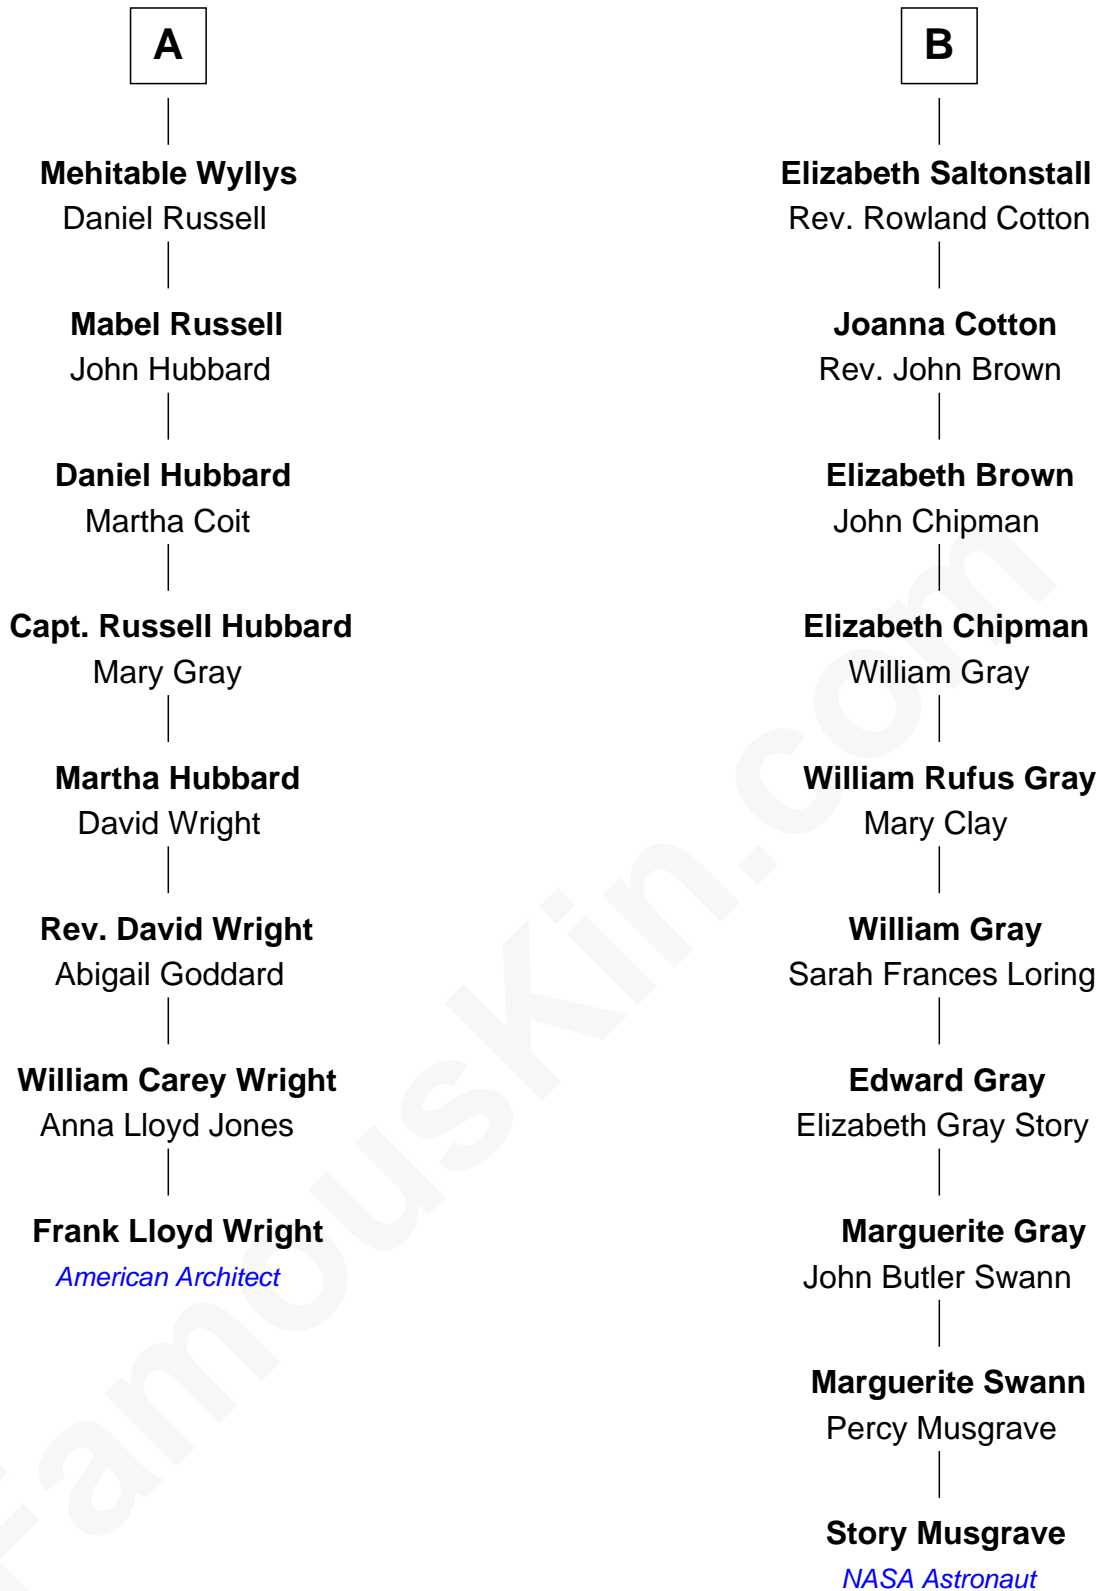 A
Mehitable Wyllys
Daniel Russell
Mabel Russell
John Hubbard
Daniel Hubbard
Martha Coit
Capt. Russell Hubbard
Mary Gray
Martha Hubbard
David Wright
Rev. David Wright
Abigail Goddard
William Carey Wright
Anna Lloyd Jones
Frank Lloyd Wright
American Architect
B
Elizabeth Saltonstall
Rev. Rowland Cotton
Joanna Cotton
Rev. John Brown
Elizabeth Brown
John Chipman
Elizabeth Chipman
William Gray
William Rufus Gray
Mary Clay
William Gray
Sarah Frances Loring
Edward Gray
Elizabeth Gray Story
Marguerite Gray
John Butler Swann
Marguerite Swann
Percy Musgrave
Story Musgrave
NASA Astronaut
FamousKin.com